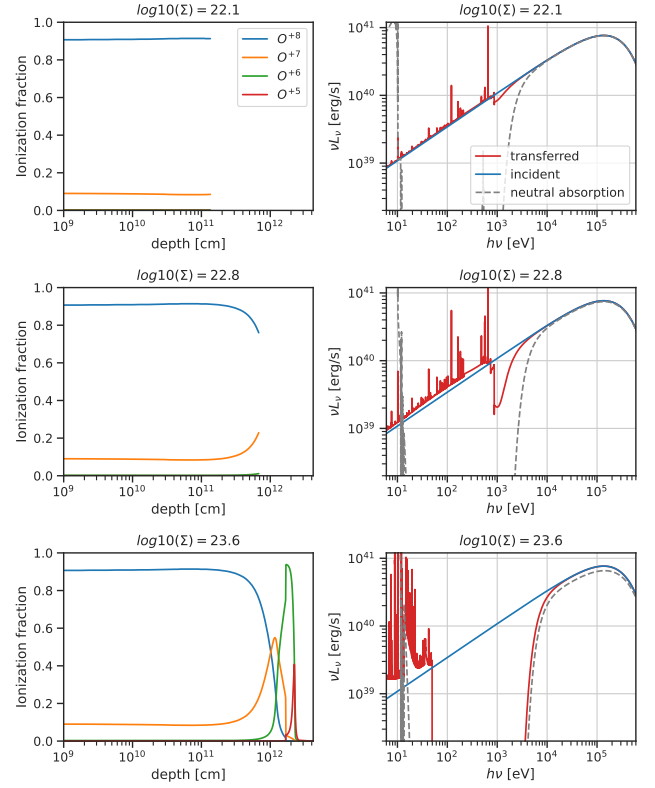 log10(Σ) = 22.1
1.0
0.8
0.6
0.4
0.2
0.0
Ionization fraction
O+8
O+7
O+6
O+5
10^9 10^10 10^11 10^12
depth [cm]
log10(Σ) = 22.1
10^41
10^40
10^39
νLν [erg/s]
transferred
incident
neutral absorption
10^1 10^2 10^3 10^4 10^5
hν [eV]
log10(Σ) = 22.8
1.0
0.8
0.6
0.4
0.2
0.0
Ionization fraction
10^9 10^10 10^11 10^12
depth [cm]
log10(Σ) = 22.8
10^41
10^40
10^39
νLν [erg/s]
10^1 10^2 10^3 10^4 10^5
hν [eV]
log10(Σ) = 23.6
1.0
0.8
0.6
0.4
0.2
0.0
Ionization fraction
10^9 10^10 10^11 10^12
depth [cm]
log10(Σ) = 23.6
10^41
10^40
10^39
νLν [erg/s]
10^1 10^2 10^3 10^4 10^5
hν [eV]